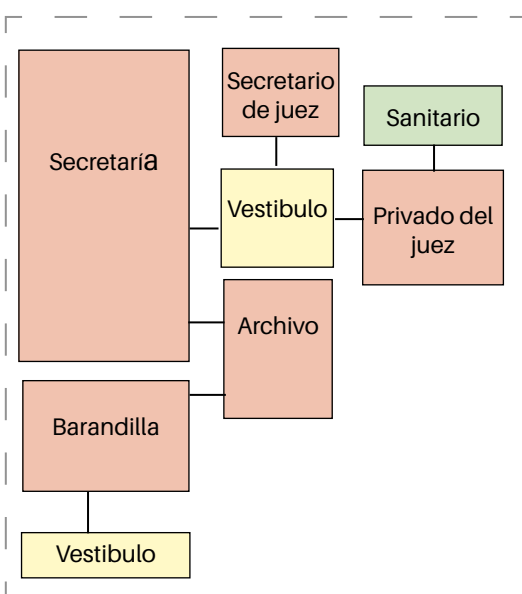 Secretaría
Secretario
de juez
Sanitario
Vestibulo
Privado del
juez
Archivo
Barandilla
Vestibulo